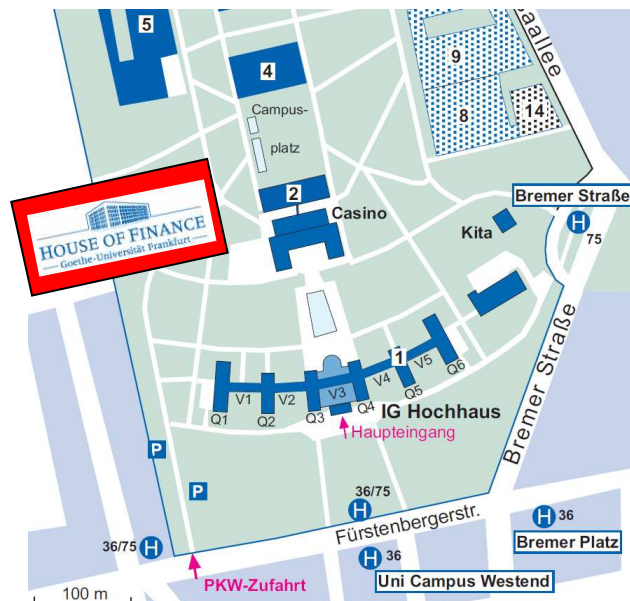 5
4
9
8
14
Campus-
platz
2
Casino
Kita
HOUSE OF FINANCE
Goethe-Universität Frankfurt
Bremer Straße
H
75
Bremer Straße
1
V1
V2
V3
V4
V5
Q1
Q2
Q3
Q4
Q5
Q6
IG Hochhaus
Haupteingang
P
P
36/75
H
Fürstenbergerstr.
36/75
H
H
36
Bremer Platz
H
36
Uni Campus Westend
PKW-Zufahrt
100 m